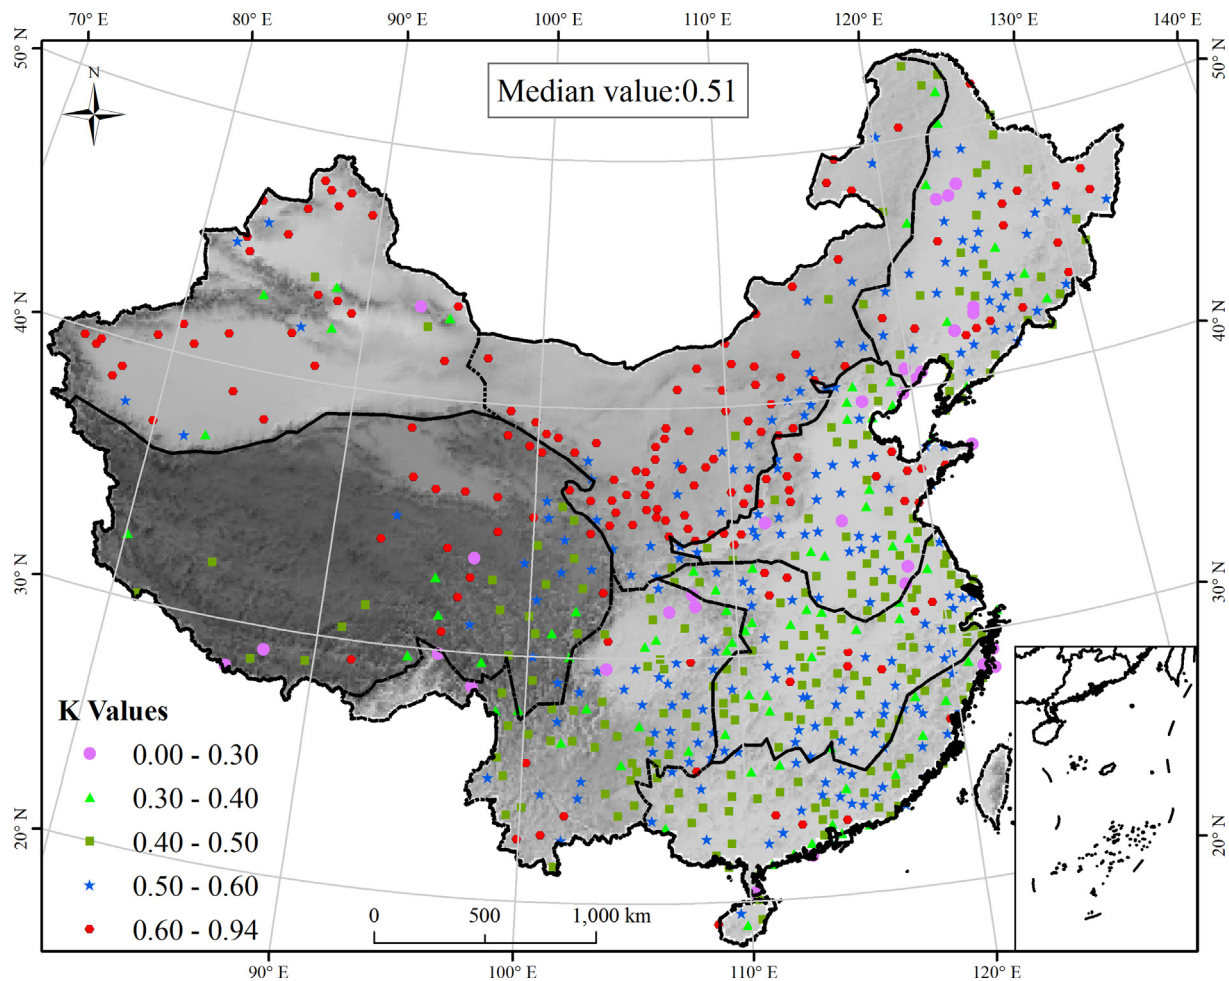 70° E 80° E 90° E 100° E 110° E 120° E 130° E 140° E
50° N 50° N
N
Median value:0.51
40° N 40° N
30° N 30° N
K Values
0.00 - 0.30
0.30 - 0.40
0.40 - 0.50
0.50 - 0.60
0.60 - 0.94
20° N 20° N
0 500 1,000 km
90° E 100° E 110° E 120° E